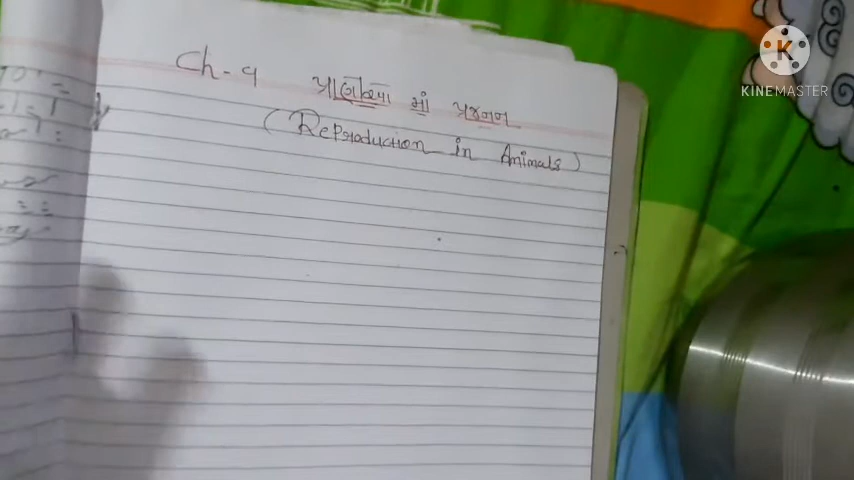 Ch - 9 પ્રાણીઓમાં પ્રજનન
(Reproduction in Animals)
KINEMASTER